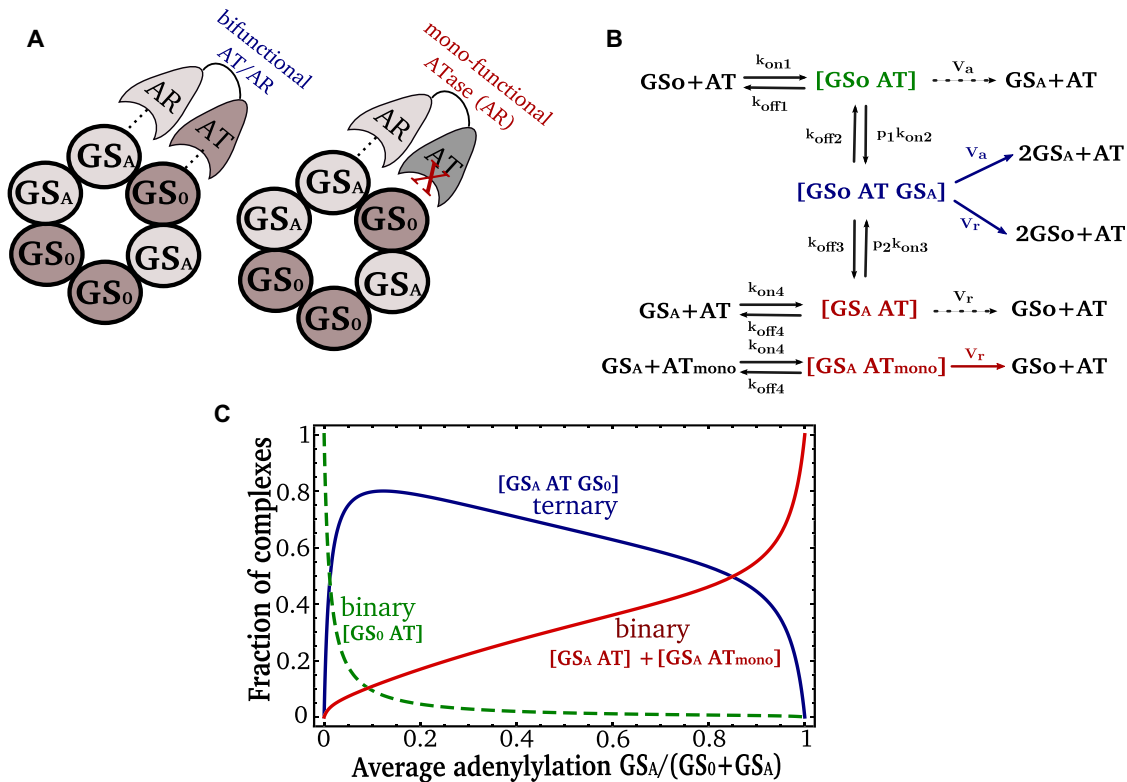 A
bifunctional
AT/AR
mono-functional
ATase (AR)
AR
AT
AR
AT
X
GSA
GSA
GS0
GS0
GSA
GS0
GSA
GSA
GS0
GS0
GSA
GS0
B
GSo+AT
kon1
koff1
[GSo AT]
Va
GSA+AT
koff2
p1kon2
[GSo AT GSA]
Va
2GSA+AT
Vr
2GSo+AT
koff3
p2kon3
GSA+AT
kon4
koff4
[GSA AT]
Vr
GSo+AT
GSA+ATmono
kon4
koff4
[GSA ATmono]
Vr
GSo+AT
C
Fraction of complexes
1
0.8
0.6
0.4
0.2
0
[GSA AT GS0]
ternary
binary
[GS0 AT]
binary
[GSA AT] + [GSA ATmono]
0
0.2
0.4
0.6
0.8
1
Average adenylylation GSA/(GS0+GSA)